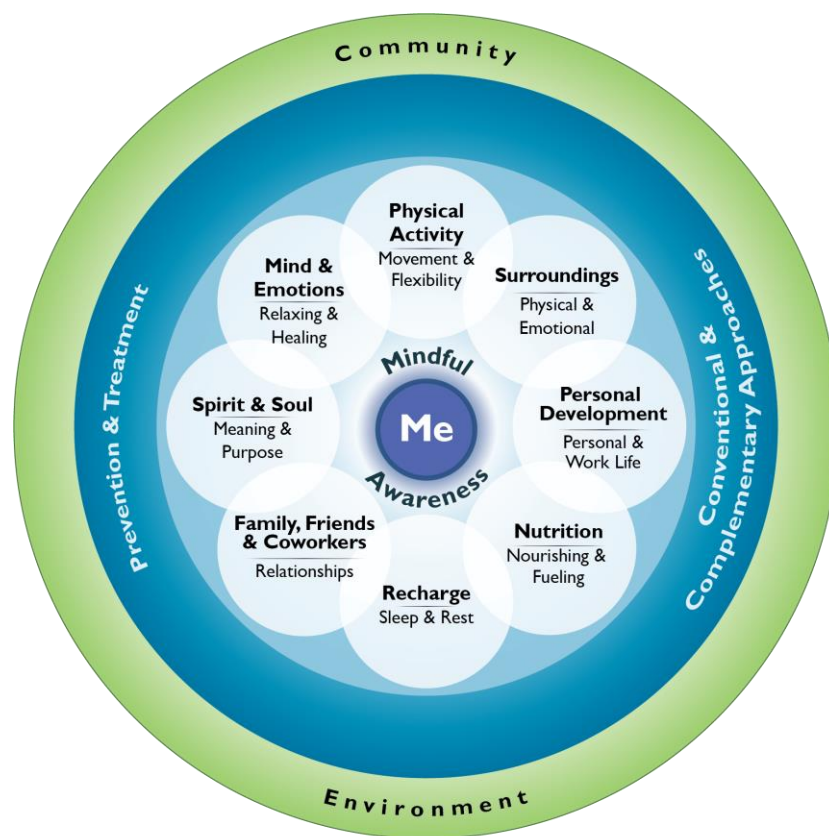 Community
Physical
Activity
Movement &
Flexibility
Mind &
Emotions
Relaxing &
Healing
Surroundings
Physical &
Emotional
Prevention & Treatment
Conventional &
Complementary Approaches
Mindful
Me
Awareness
Spirit & Soul
Meaning &
Purpose
Personal
Development
Personal &
Work Life
Family, Friends
& Coworkers
Relationships
Nutrition
Nourishing &
Fueling
Recharge
Sleep & Rest
Environment